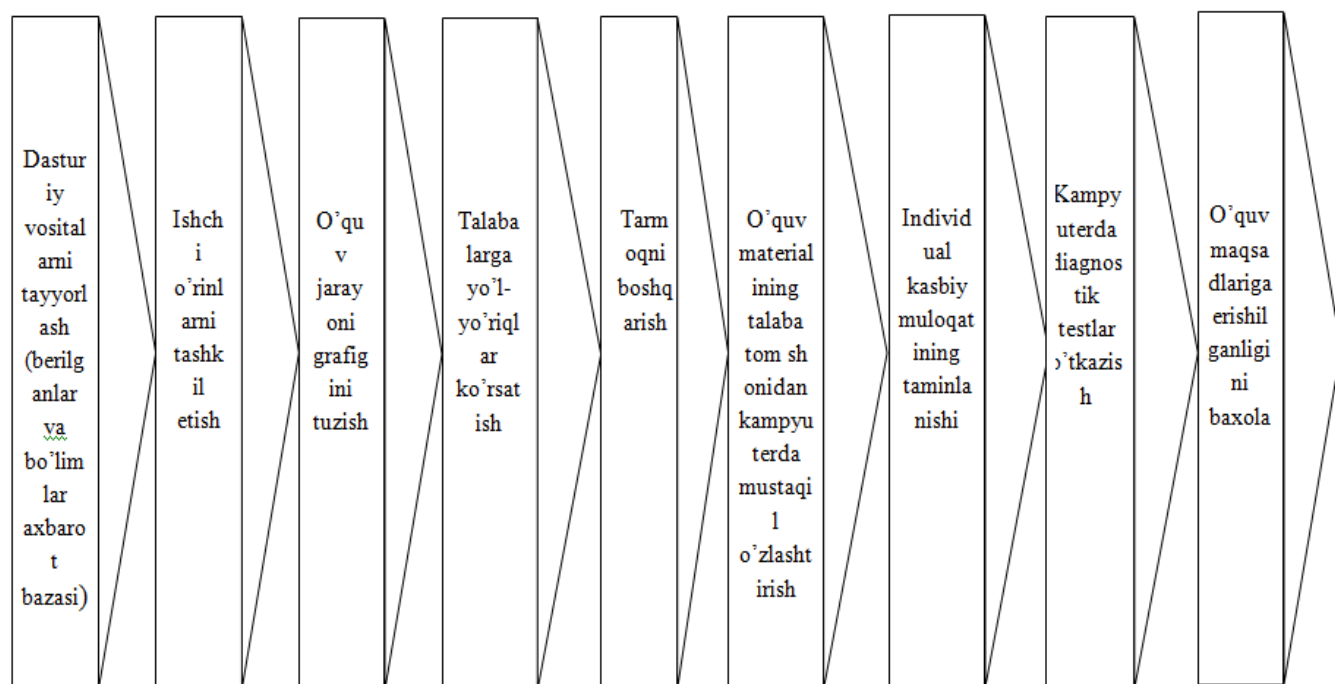 Dastur
iy
vosital
arni
tayyorl
ash
(berilg
anlar
va
bo’lim
lar
axbaro
t
bazasi)
Ishch
i
o’rinl
arni
tashk
il
etish
O’qu
v
jaray
oni
grafig
ini
tuzish
Talaba
larga
yo’l-
yo’riql
ar
ko’rsat
ish
Tarm
oqni
boshq
arish
O’quv
material
ining
talaba
tom sh
onidan
kampyu
terda
mustaqi
l
o’zlasht
irish
Individ
ual
kasbiy
muloqat
ining
taminla
nishi
Kampy
uterda
diagnos
tik
testlar
o’tkazis
h
O’quv
maqsa
dlariga
erishil
ganligi
ni
baxola